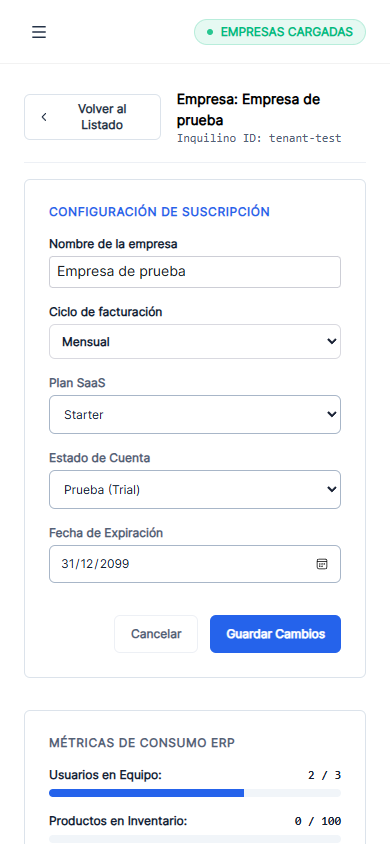 EMPRESAS CARGADAS
Volver al
Listado
Empresa: Empresa de
prueba
Inquilino ID: tenant-test
CONFIGURACIÓN DE SUSCRIPCIÓN
Nombre de la empresa
Empresa de prueba
Ciclo de facturación
Mensual
Plan SaaS
Starter
Estado de Cuenta
Prueba (Trial)
Fecha de Expiración
31/12/2099
Cancelar
Guardar Cambios
MÉTRICAS DE CONSUMO ERP
Usuarios en Equipo: 2 / 3
Productos en Inventario: 0 / 100